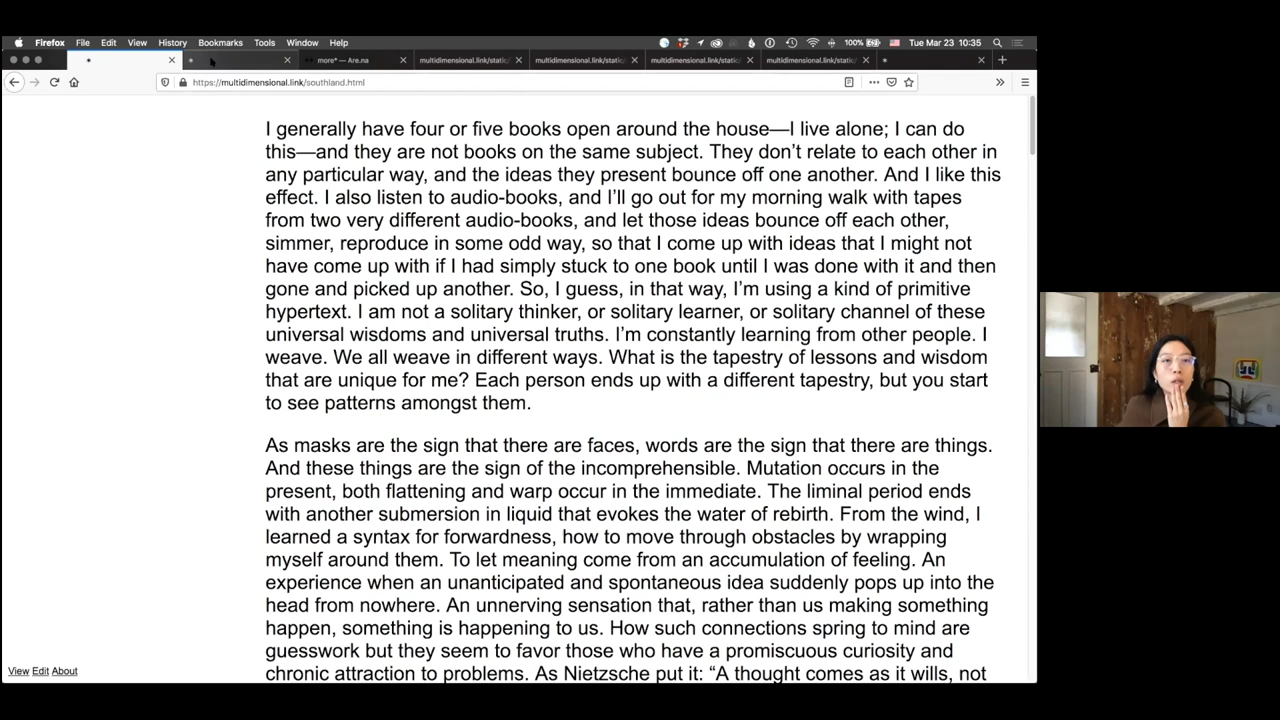 Firefox File Edit View History Bookmarks Tools Window Help 100% Tue Mar 23 10:35
* * more* — Are.na multidimensional.link/static multidimensional.link/static multidimensional.link/static multidimensional.link/static *
https://multidimensional.link/southland.html
I generally have four or five books open around the house—I live alone; I can do
this—and they are not books on the same subject. They don’t relate to each other in
any particular way, and the ideas they present bounce off one another. And I like this
effect. I also listen to audio-books, and I’ll go out for my morning walk with tapes
from two very different audio-books, and let those ideas bounce off each other,
simmer, reproduce in some odd way, so that I come up with ideas that I might not
have come up with if I had simply stuck to one book until I was done with it and then
gone and picked up another. So, I guess, in that way, I’m using a kind of primitive
hypertext. I am not a solitary thinker, or solitary learner, or solitary channel of these
universal wisdoms and universal truths. I’m constantly learning from other people. I
weave. We all weave in different ways. What is the tapestry of lessons and wisdom
that are unique for me? Each person ends up with a different tapestry, but you start
to see patterns amongst them.
As masks are the sign that there are faces, words are the sign that there are things.
And these things are the sign of the incomprehensible. Mutation occurs in the
present, both flattening and warp occur in the immediate. The liminal period ends
with another submersion in liquid that evokes the water of rebirth. From the wind, I
learned a syntax for forwardness, how to move through obstacles by wrapping
myself around them. To let meaning come from an accumulation of feeling. An
experience when an unanticipated and spontaneous idea suddenly pops up into the
head from nowhere. An unnerving sensation that, rather than us making something
happen, something is happening to us. How such connections spring to mind are
guesswork but they seem to favor those who have a promiscuous curiosity and
chronic attraction to problems. As Nietzsche put it: “A thought comes as it wills, not
View Edit About